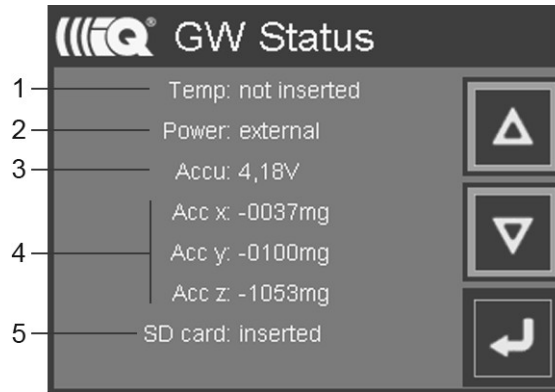 IQ® GW Status
1 Temp: not inserted
2 Power: external
3 Accu: 4,18V
Acc x: -0037mg
4 Acc y: -0100mg
Acc z: -1053mg
5 SD card: inserted